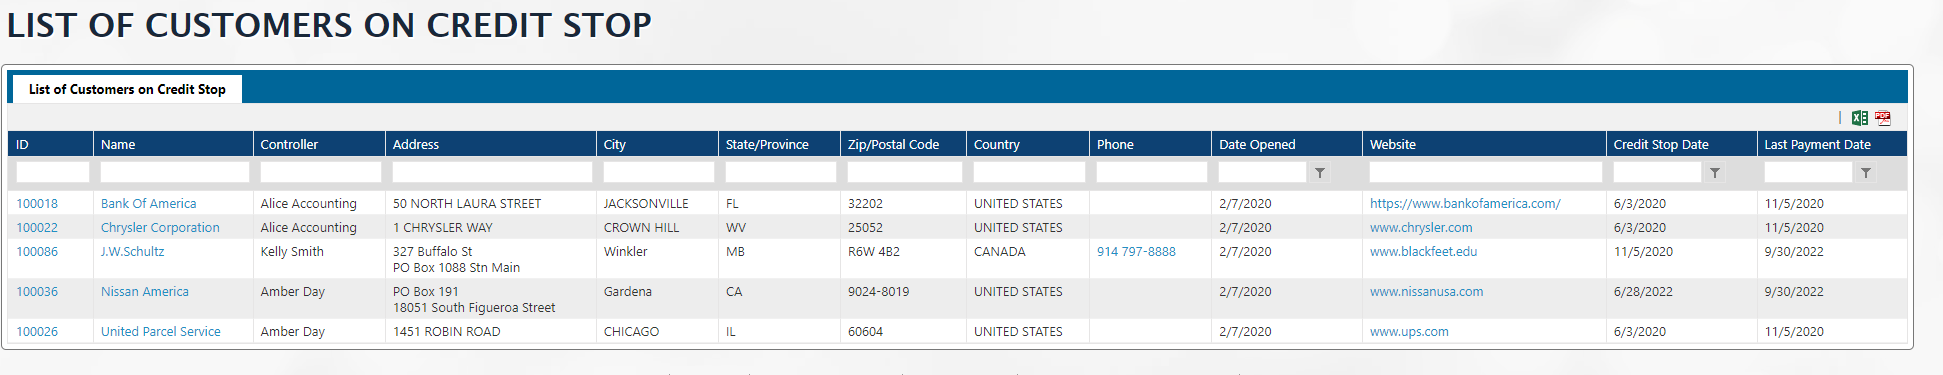 LIST OF CUSTOMERS ON CREDIT STOP
List of Customers on Credit Stop
PDF
ID Name Controller Address City State/Province Zip/Postal Code Country Phone Date Opened Website Credit Stop Date Last Payment Date
100018 Bank Of America Alice Accounting 50 NORTH LAURA STREET JACKSONVILLE FL 32202 UNITED STATES 2/7/2020 https://www.bankofamerica.com/ 6/3/2020 11/5/2020
100022 Chrysler Corporation Alice Accounting 1 CHRYSLER WAY CROWN HILL WV 25052 UNITED STATES 2/7/2020 www.chrysler.com 6/3/2020 11/5/2020
100086 J.W.Schultz Kelly Smith 327 Buffalo St Winkler MB R6W 4B2 CANADA 914 797-8888 2/7/2020 www.blackfeet.edu 11/5/2020 9/30/2022
PO Box 1088 Stn Main
100036 Nissan America Amber Day PO Box 191 Gardena CA 9024-8019 UNITED STATES 2/7/2020 www.nissanusa.com 6/28/2022 9/30/2022
18051 South Figueroa Street
100026 United Parcel Service Amber Day 1451 ROBIN ROAD CHICAGO IL 60604 UNITED STATES 2/7/2020 www.ups.com 6/3/2020 11/5/2020